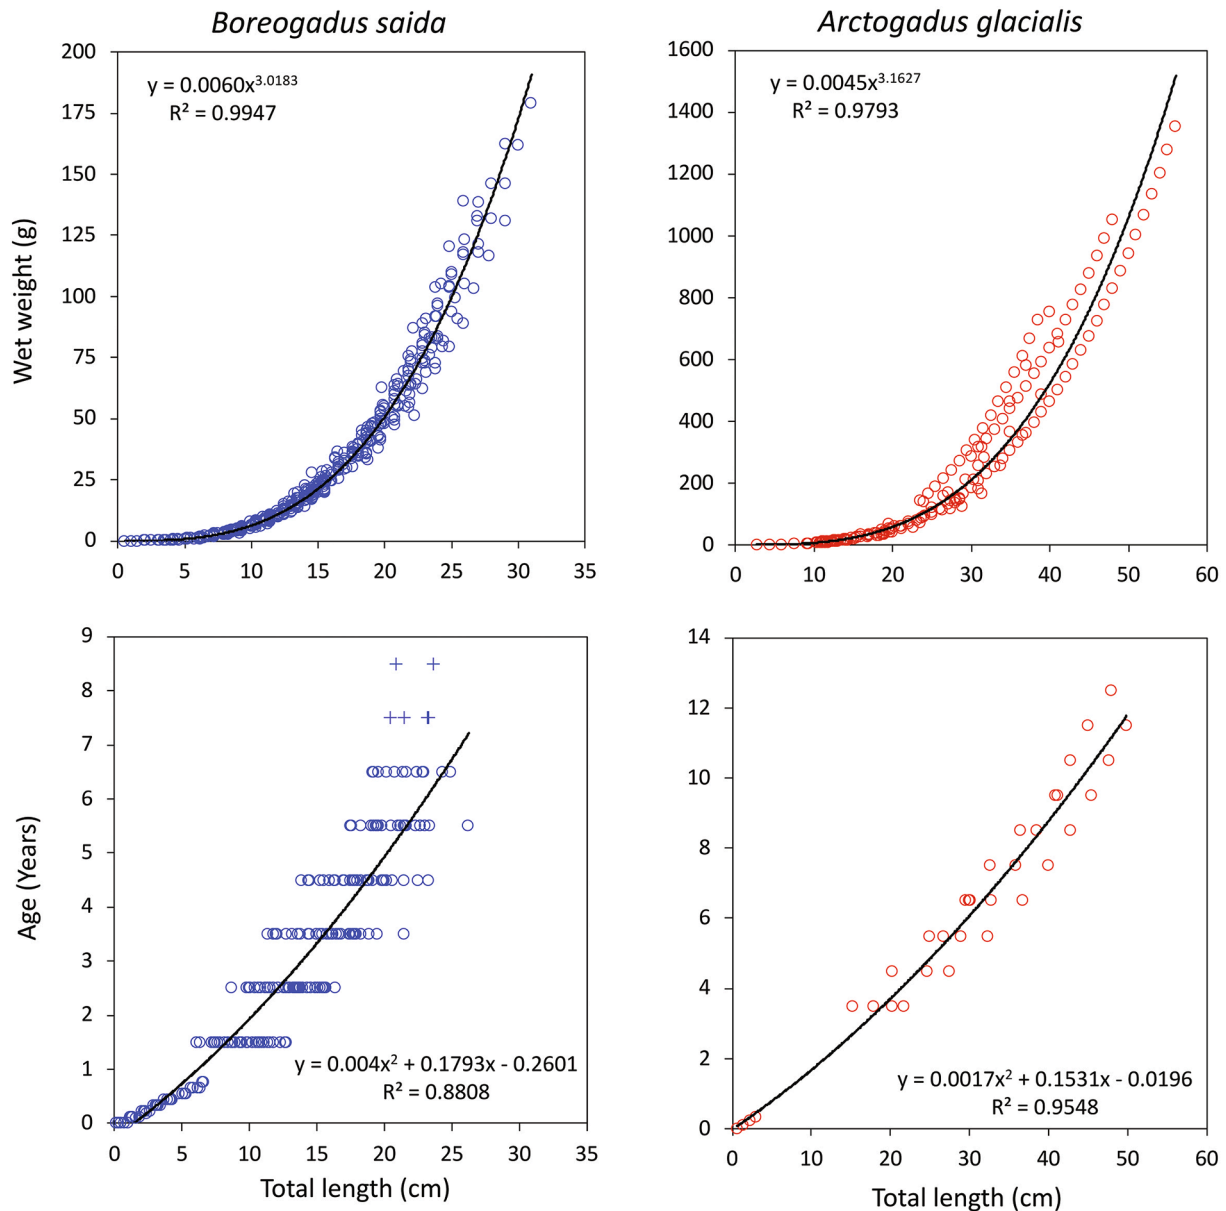 Boreogadus saida
Arctogadus glacialis
Wet weight (g)
200
175
150
125
100
75
50
25
0
y = 0.0060x^3.0183
R² = 0.9947
0 5 10 15 20 25 30 35
1600
1400
1200
1000
800
600
400
200
0
y = 0.0045x^3.1627
R² = 0.9793
0 10 20 30 40 50 60
Age (Years)
9
8
7
6
5
4
3
2
1
0
y = 0.004x² + 0.1793x - 0.2601
R² = 0.8808
0 5 10 15 20 25 30 35
Total length (cm)
14
12
10
8
6
4
2
0
y = 0.0017x² + 0.1531x - 0.0196
R² = 0.9548
0 10 20 30 40 50 60
Total length (cm)